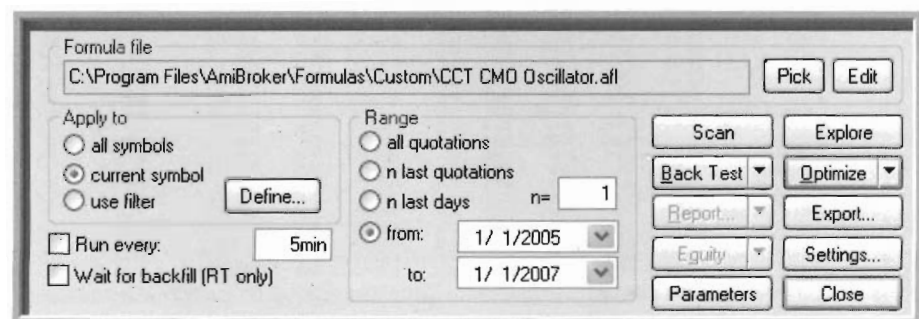 Formula file
C:\Program Files\AmiBroker\Formulas\Custom\CCT CMO Oscillator.afl
Pick
Edit
Apply to
all symbols
current symbol
use filter
Define...
Run every:
5min
Wait for backfill (RT only)
Range
all quotations
n last quotations
n last days
n=
1
from:
1/ 1/2005
to:
1/ 1/2007
Scan
Explore
Back Test
Optimize
Report...
Export...
Equity
Settings...
Parameters
Close